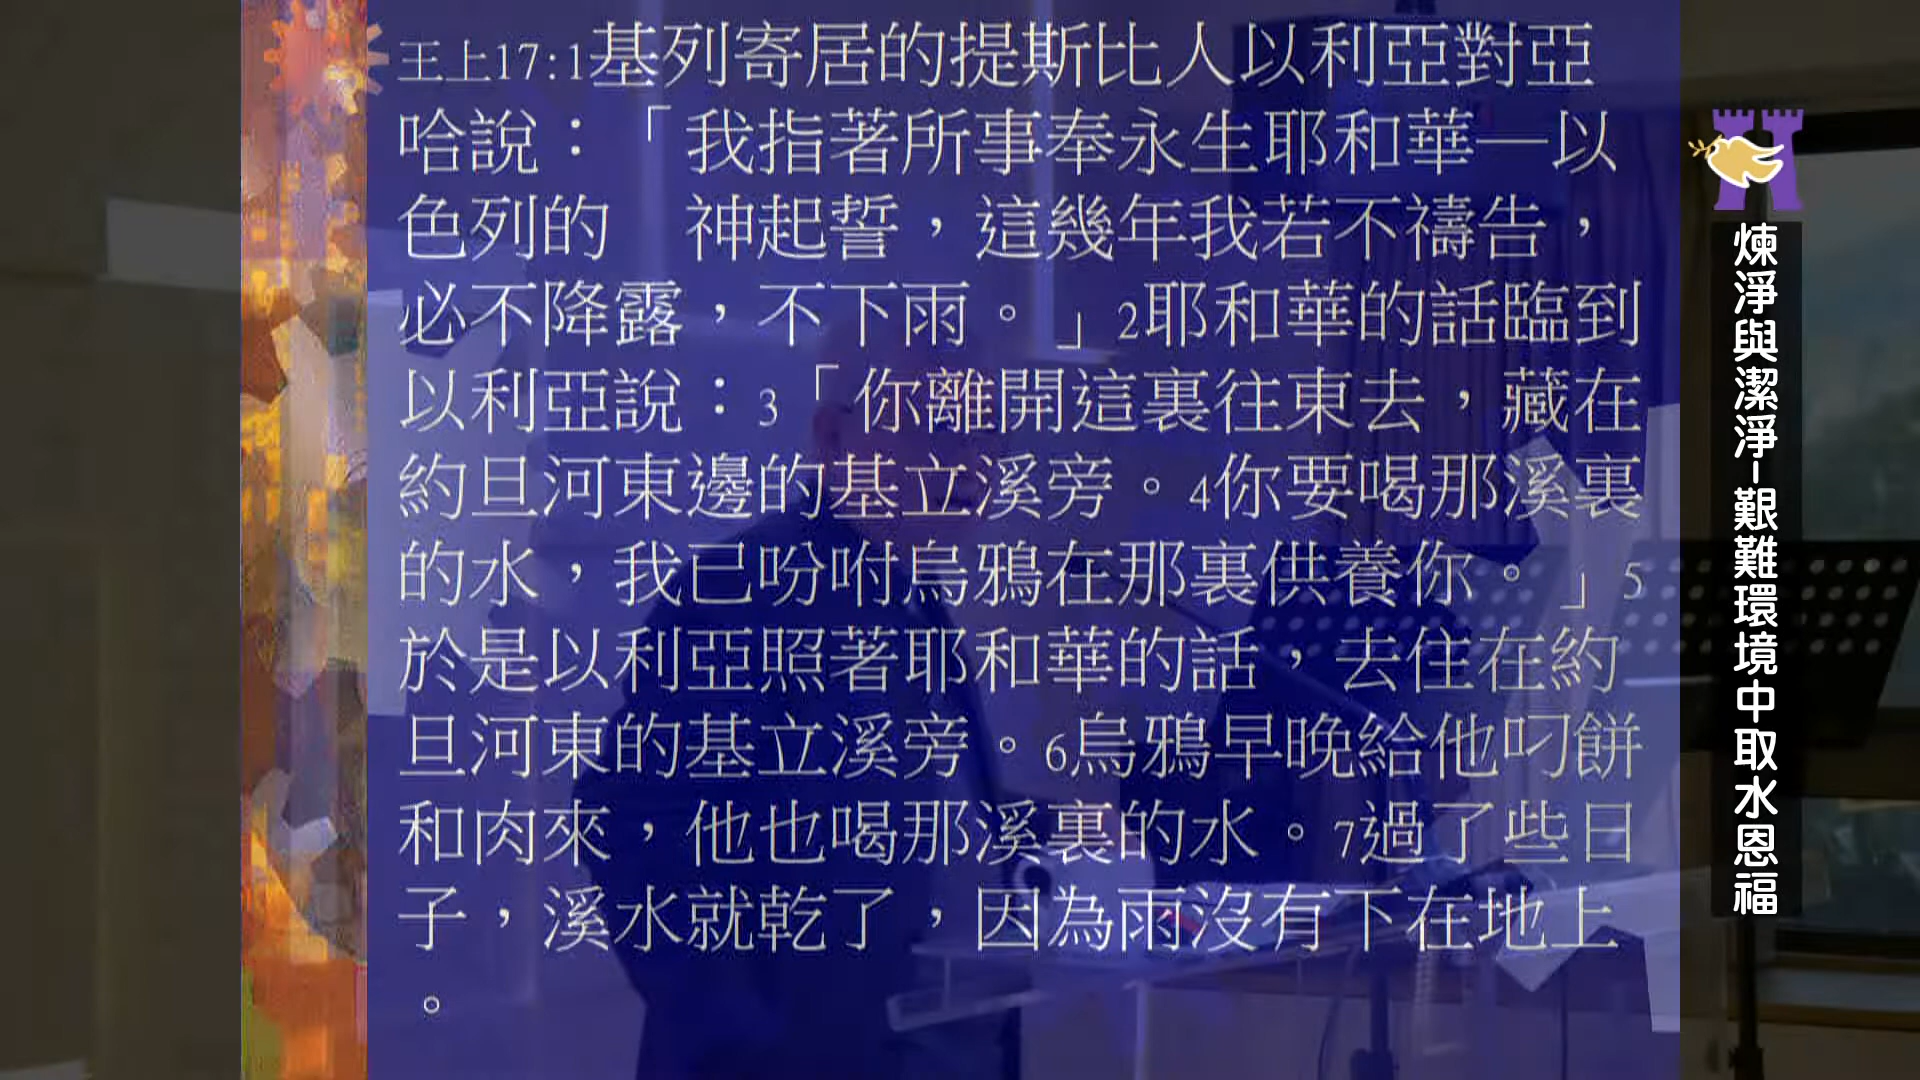 王上17:1基列寄居的提斯比人以利亞對亞
哈說：「我指著所事奉永生耶和華—以
色列的　神起誓，這幾年我若不禱告，
必不降露，不下雨。」2耶和華的話臨到
以利亞說：3「你離開這裏往東去，藏在
約旦河東邊的基立溪旁。4你要喝那溪裏
的水，我已吩咐烏鴉在那裏供養你。」5
於是以利亞照著耶和華的話，去住在約
旦河東的基立溪旁。6烏鴉早晚給他叼餅
和肉來，他也喝那溪裏的水。7過了些日
子，溪水就乾了，因為雨沒有下在地上
。
煉淨與潔淨-艱難環境中取水恩福